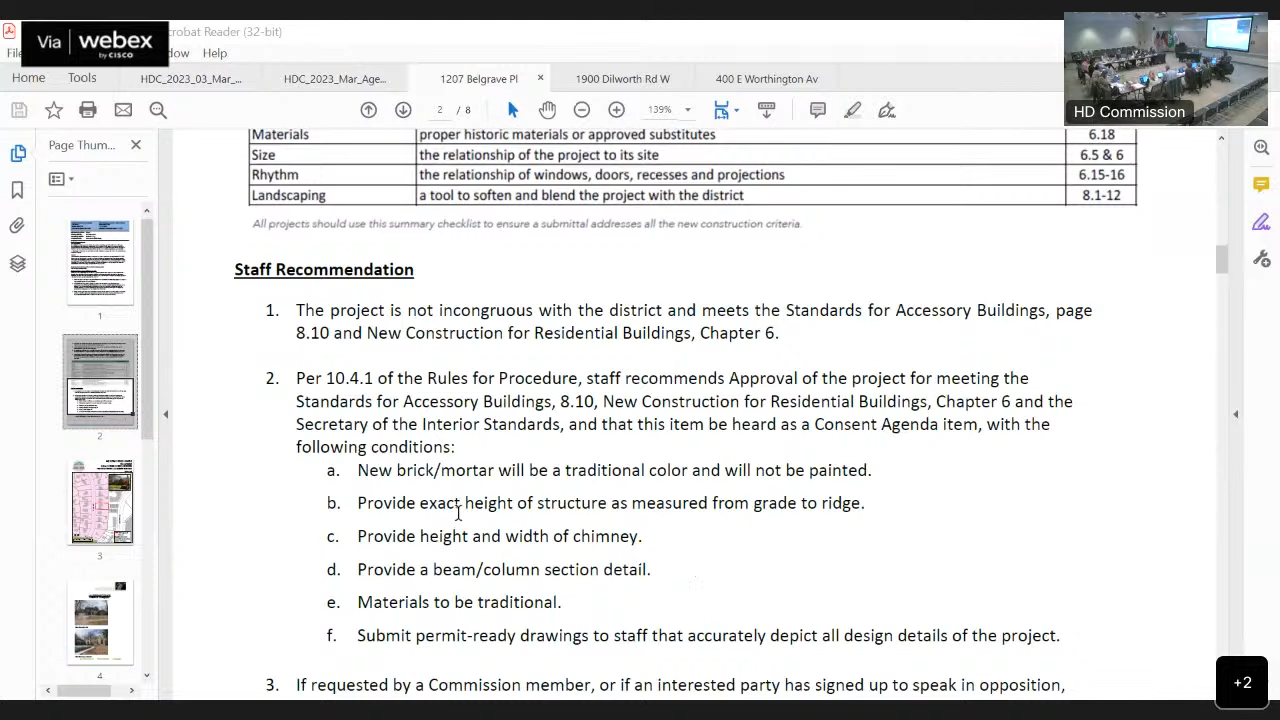 Via webex
by CISCO
crobat Reader (32-bit)
Fil
dow Help
HD Commission
Home Tools HDC_2023_03_Mar_... HDC_2023_Mar_Age... 1207 Belgrave Pl × 1900 Dilworth Rd W 400 E Worthington Av
2 / 8 139%
Page Thum...
1
2
3
4
Materials proper historic materials or approved substitutes 6.18
Size the relationship of the project to its site 6.5 & 6
Rhythm the relationship of windows, doors, recesses and projections 6.15-16
Landscaping a tool to soften and blend the project with the district 8.1-12
All projects should use this summary checklist to ensure a submittal addresses all the new construction criteria.
Staff Recommendation
1. The project is not incongruous with the district and meets the Standards for Accessory Buildings, page
8.10 and New Construction for Residential Buildings, Chapter 6.
2. Per 10.4.1 of the Rules for Procedure, staff recommends Approval of the project for meeting the
Standards for Accessory Buildings, 8.10, New Construction for Residential Buildings, Chapter 6 and the
Secretary of the Interior Standards, and that this item be heard as a Consent Agenda item, with the
following conditions:
a. New brick/mortar will be a traditional color and will not be painted.
b. Provide exact height of structure as measured from grade to ridge.
c. Provide height and width of chimney.
d. Provide a beam/column section detail.
e. Materials to be traditional.
f. Submit permit-ready drawings to staff that accurately depict all design details of the project.
3. If requested by a Commission member, or if an interested party has signed up to speak in opposition,
+2